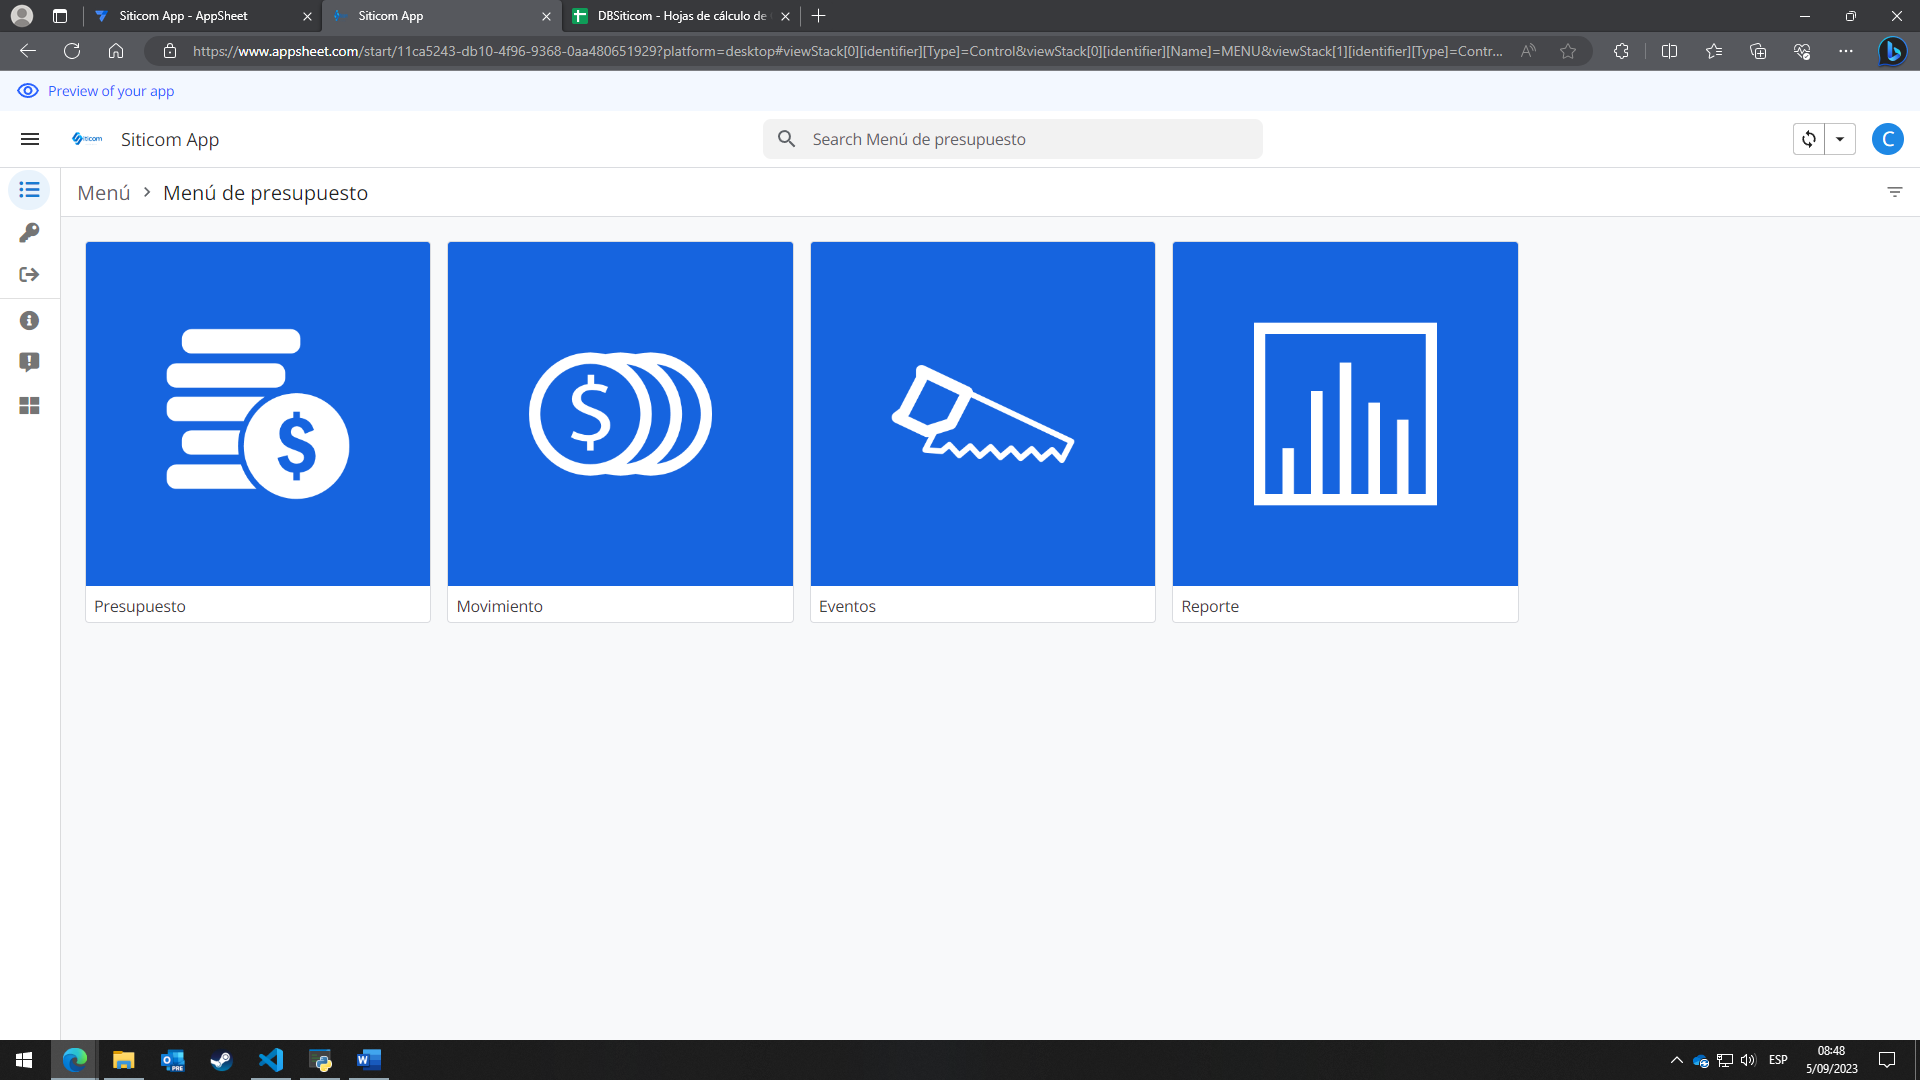 Siticom App - AppSheet
Siticom App
DBSiticom - Hojas de cálculo de
https://www.appsheet.com/start/11ca5243-db10-4f96-9368-0aa480651929?platform=desktop#viewStack[0][identifier][Type]=Control&viewStack[0][identifier][Name]=MENU&viewStack[1][identifier][Type]=Contr...
Preview of your app
Siticom
Siticom App
Search Menú de presupuesto
C
Menú > Menú de presupuesto
$
$
Presupuesto
Movimiento
Eventos
Reporte
ESP
08:48
5/09/2023